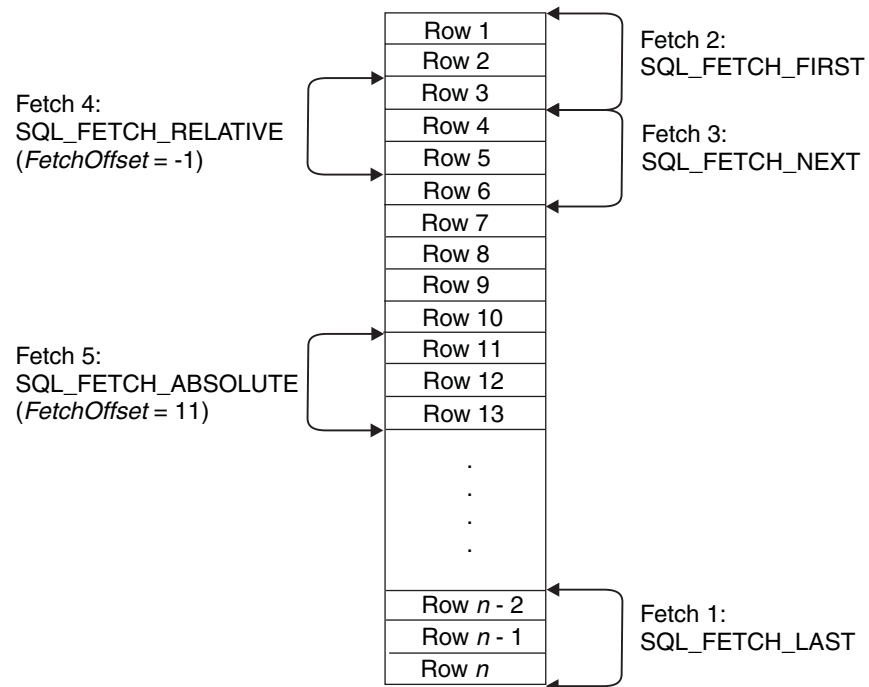 Row 1
Row 2
Row 3
Row 4
Row 5
Row 6
Row 7
Row 8
Row 9
Row 10
Row 11
Row 12
Row 13
.
.
.
.
Row n - 2
Row n - 1
Row n
Fetch 2:
SQL_FETCH_FIRST
Fetch 3:
SQL_FETCH_NEXT
Fetch 4:
SQL_FETCH_RELATIVE
(FetchOffset = -1)
Fetch 5:
SQL_FETCH_ABSOLUTE
(FetchOffset = 11)
Fetch 1:
SQL_FETCH_LAST